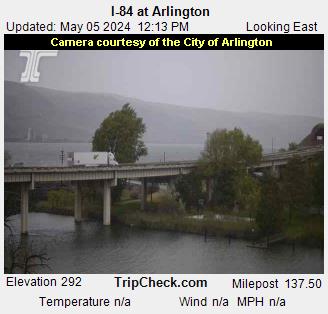 I-84 at Arlington
Updated: May 05 2024 12:13 PM Looking East
Camera courtesy of the City of Arlington
Elevation 292 TripCheck.com Milepost 137.50
Temperature n/a Wind n/a MPH n/a